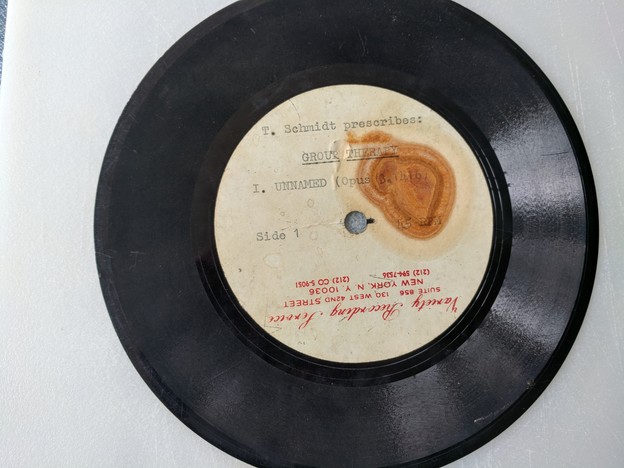 T. Schmidt prescribes:
GROUP THERAPY
I. UNNAMED (Opus
Side 1
Variety Recording Service
SUITE 856 130 WEST 42ND STREET
NEW YORK, N. Y. 10036
(212) 594-7536 (212) CO 5-9051